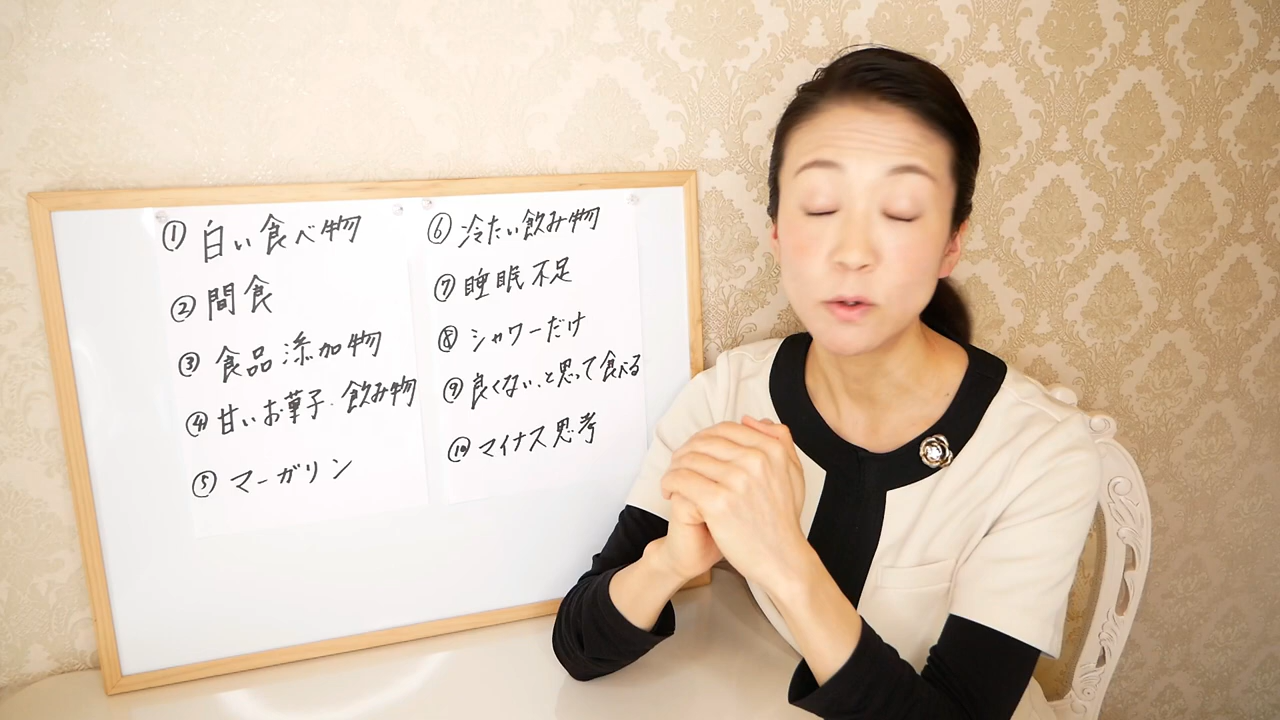 ① 白い食べ物
② 間食
③ 食品添加物
④ 甘いお菓子・飲み物
⑤ マーガリン
⑥ 冷たい飲み物
⑦ 睡眠不足
⑧ シャワーだけ
⑨ 良くない、と思って食べる
⑩ マイナス思考